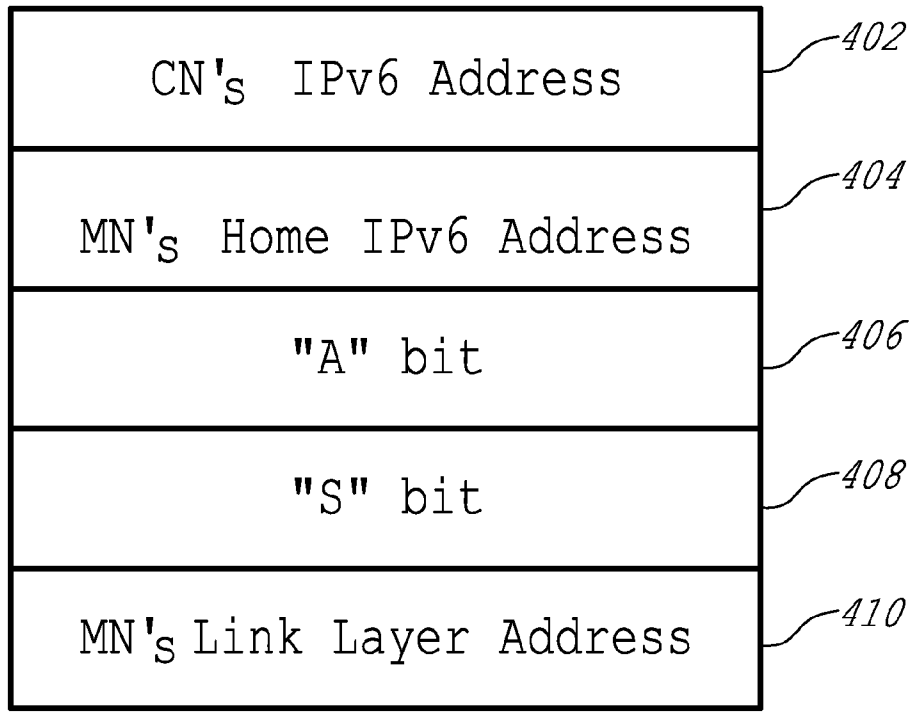 CN's IPv6 Address
402
MN's Home IPv6 Address
404
"A" bit
406
"S" bit
408
MN's Link Layer Address
410